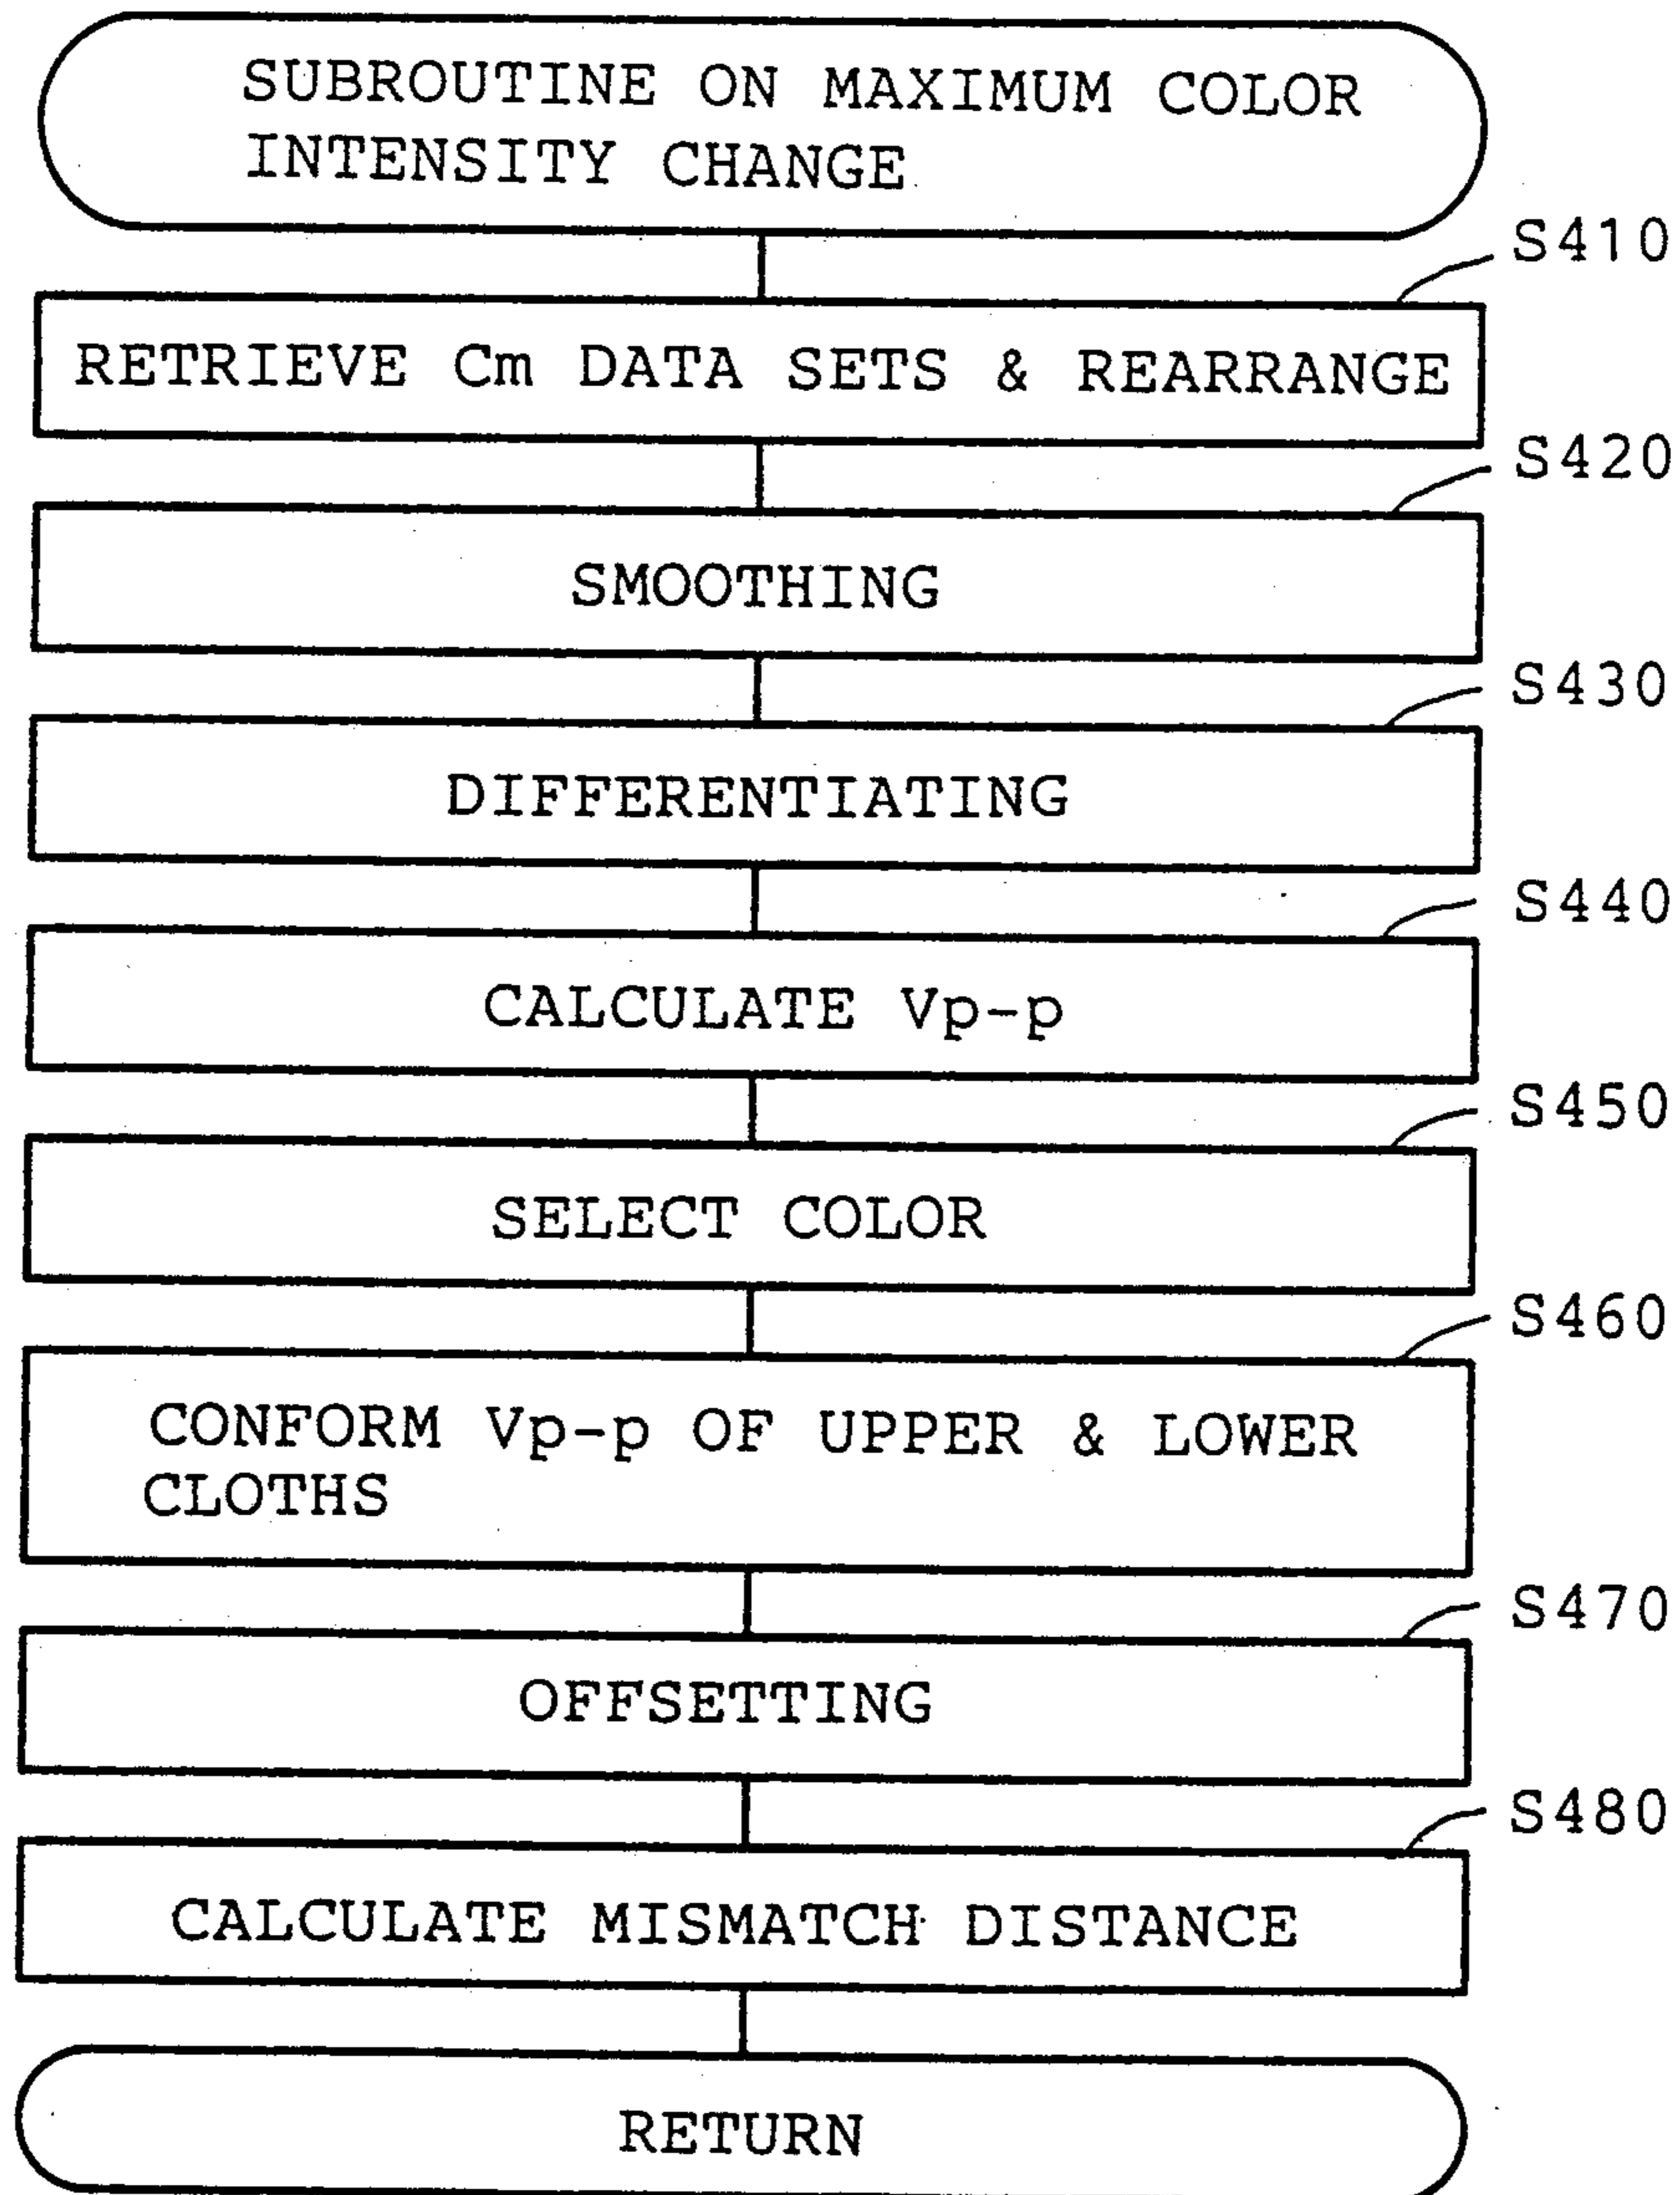 SUBROUTINE ON MAXIMUM COLOR
INTENSITY CHANGE
S410
RETRIEVE Cm DATA SETS & REARRANGE
S420
SMOOTHING
S430
DIFFERENTIATING
S440
CALCULATE Vp-p
S450
SELECT COLOR
S460
CONFORM Vp-p OF UPPER & LOWER
CLOTHS
S470
OFFSETTING
S480
CALCULATE MISMATCH DISTANCE
RETURN